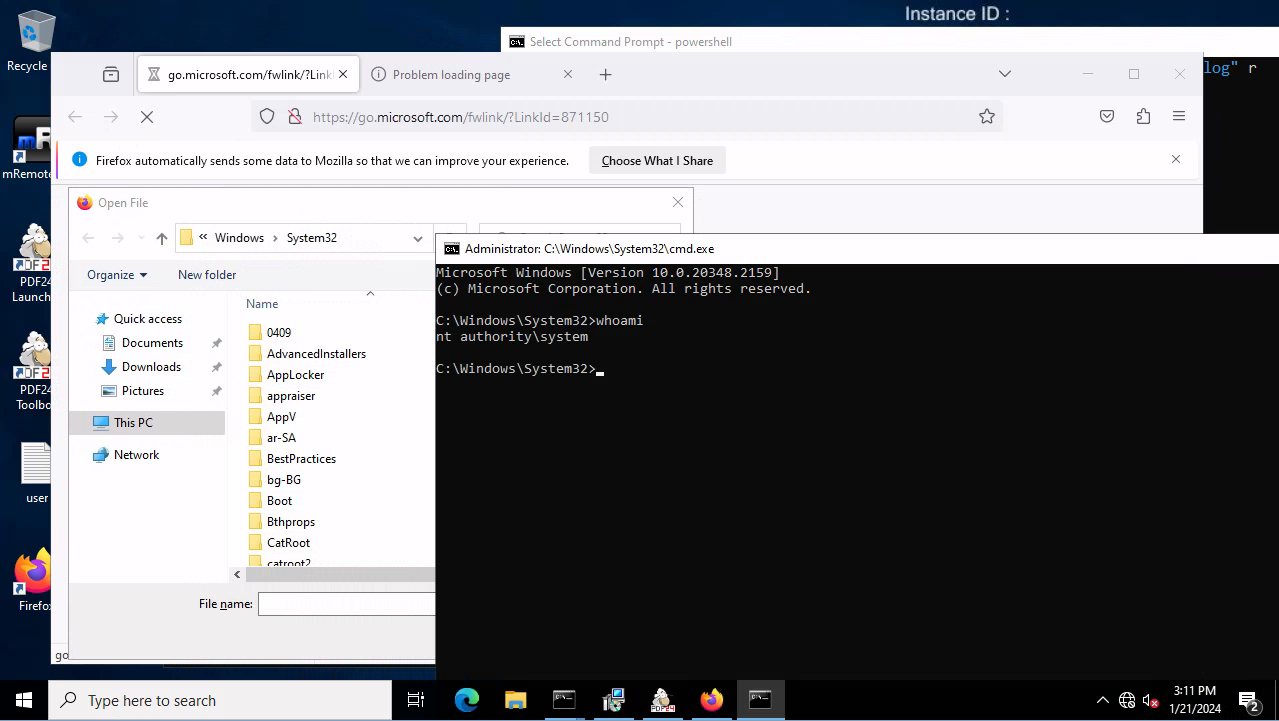 Instance ID :
Recycle
Select Command Prompt - powershell
log" r
go.microsoft.com/fwlink/?Link
Problem loading page
https://go.microsoft.com/fwlink/?LinkId=871150
Firefox automatically sends some data to Mozilla so that we can improve your experience.
Choose What I Share
mRemote
Open File
Windows
System32
Organize
New folder
Name
Quick access
Documents
Downloads
Pictures
This PC
Network
0409
AdvancedInstallers
AppLocker
appraiser
AppV
ar-SA
BestPractices
bg-BG
Boot
Bthprops
CatRoot
catroot2
File name:
go
Administrator: C:\Windows\System32\cmd.exe
Microsoft Windows [Version 10.0.20348.2159]
(c) Microsoft Corporation. All rights reserved.
C:\Windows\System32>whoami
nt authority\system
C:\Windows\System32>
PDF24
PDF24
Launch
PDF24
PDF24
Toolbo
user
Firefo
Type here to search
PDF24
3:11 PM
1/21/2024
2